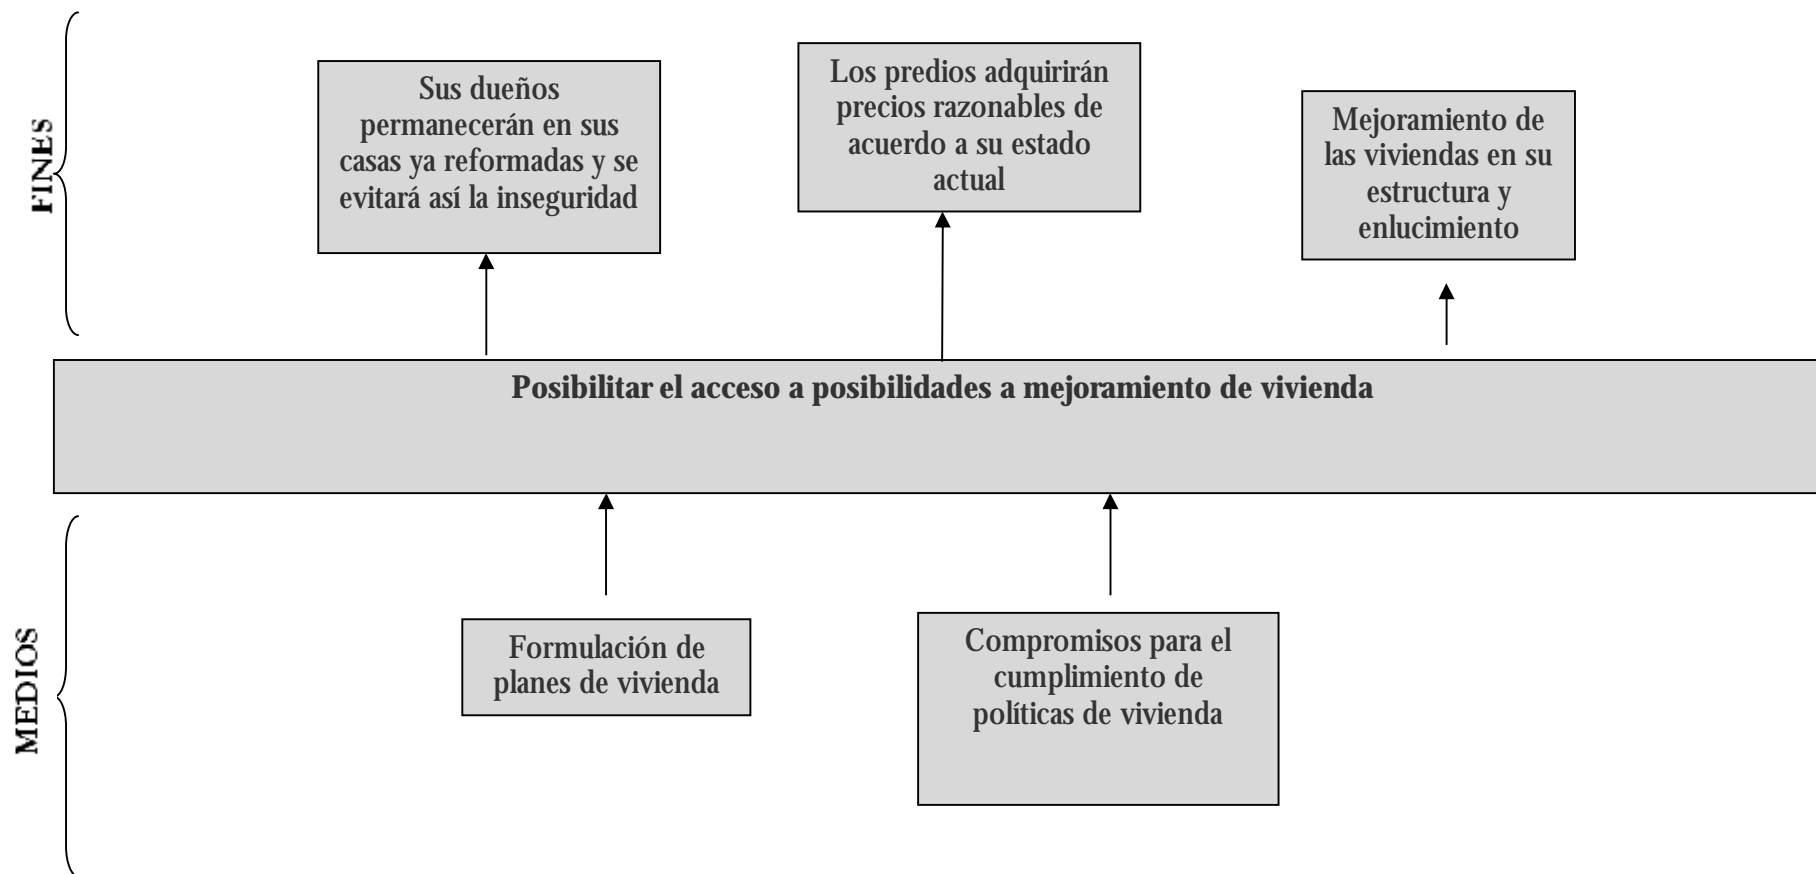 FINES
Sus dueños
permanecerán en sus
casas ya reformadas y se
evitará así la inseguridad
Los predios adquirirán
precios razonables de
acuerdo a su estado
actual
Mejoramiento de
las viviendas en su
estructura y
enlucimiento
Posibilitar el acceso a posibilidades a mejoramiento de vivienda
MEDIOS
Formulación de
planes de vivienda
Compromisos para el
cumplimiento de
políticas de vivienda